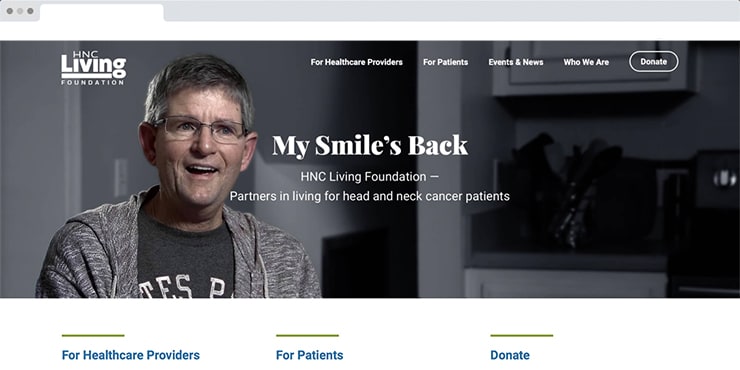 HNC
Living
FOUNDATION
For Healthcare Providers
For Patients
Events & News
Who We Are
Donate
My Smile's Back
HNC Living Foundation —
Partners in living for head and neck cancer patients
For Healthcare Providers
For Patients
Donate